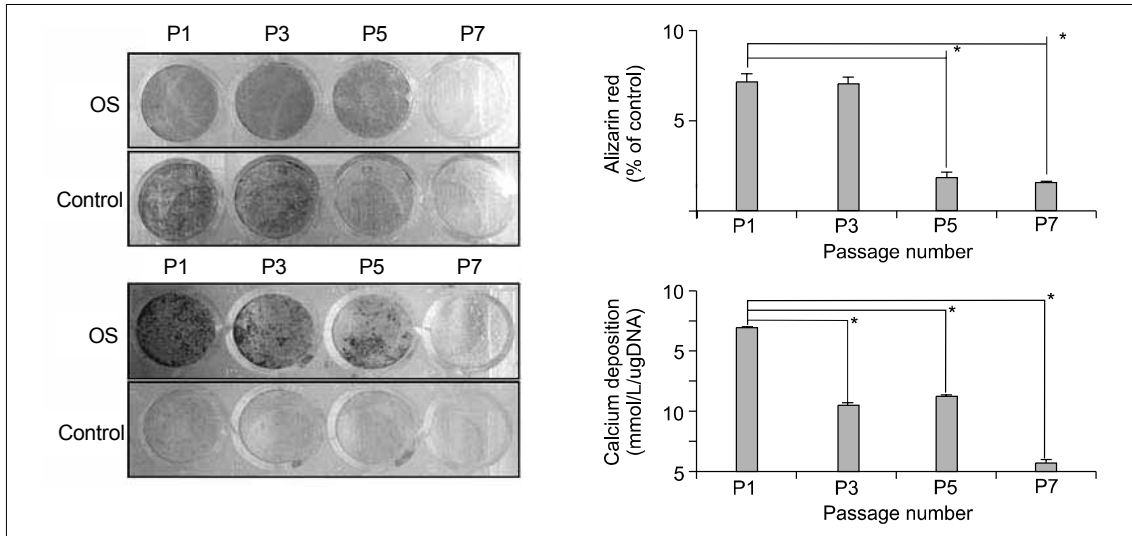 P1 P3 P5 P7
OS
Control
P1 P3 P5 P7
OS
Control
10
5
Alizarin red
(% of control)
* *
P1 P3 P5 P7
Passage number
10
5
10
5
Calcium deposition
(mmol/L/ugDNA)
* * *
P1 P3 P5 P7
Passage number